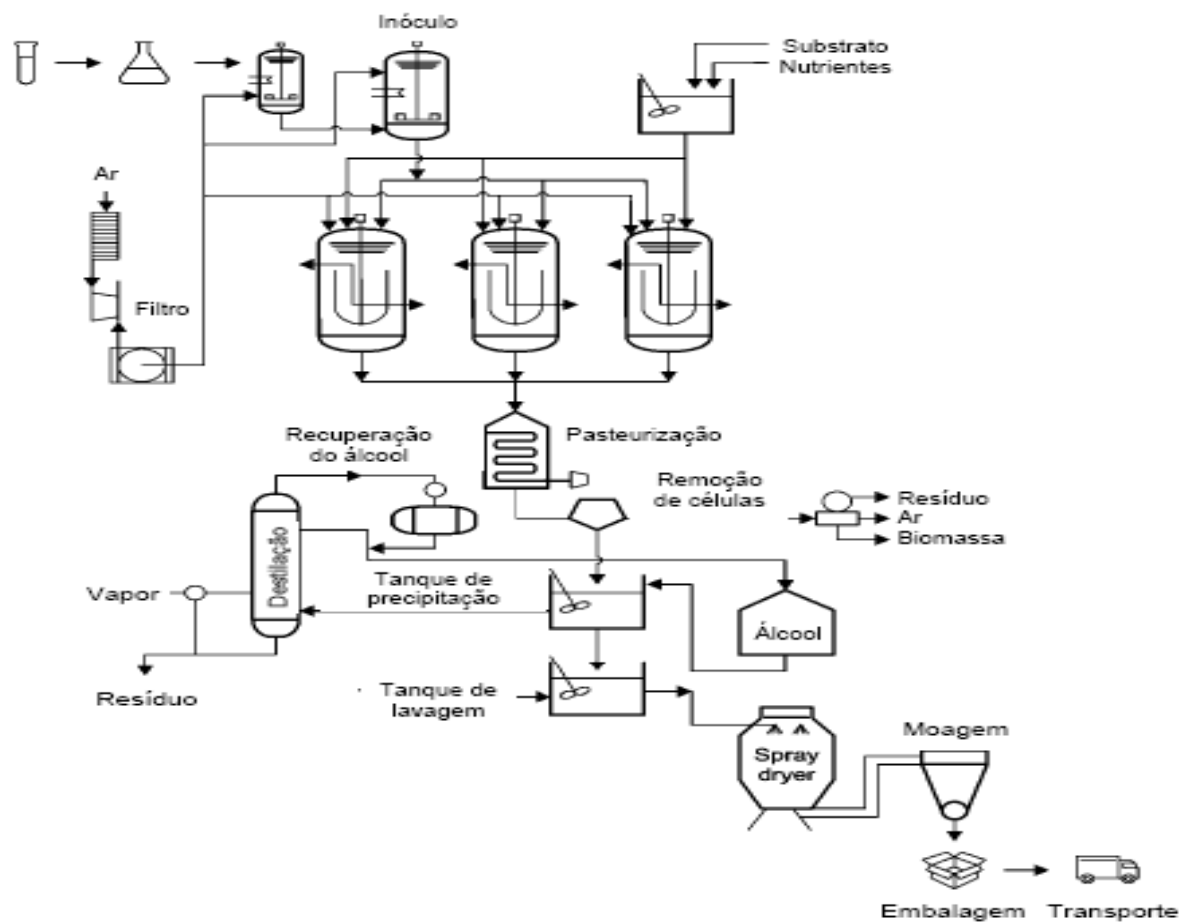 Inóculo
Substrato
Nutrientes
Ar
Filtro
Recuperação
do álcool
Pasteurização
Remoção
de células
Resíduo
Ar
Biomassa
Destilação
Vapor
Tanque de
precipitação
Álcool
Resíduo
Tanque de
lavagem
Spray
dryer
Moagem
Embalagem
Transporte